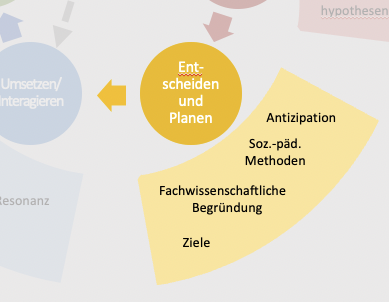 hypothesen
Umsetzen/
Interagieren
Ent-
scheiden
und
Planen
Antizipation
Soz.-päd.
Methoden
Resonanz
Fachwissenschaftliche
Begründung
Ziele